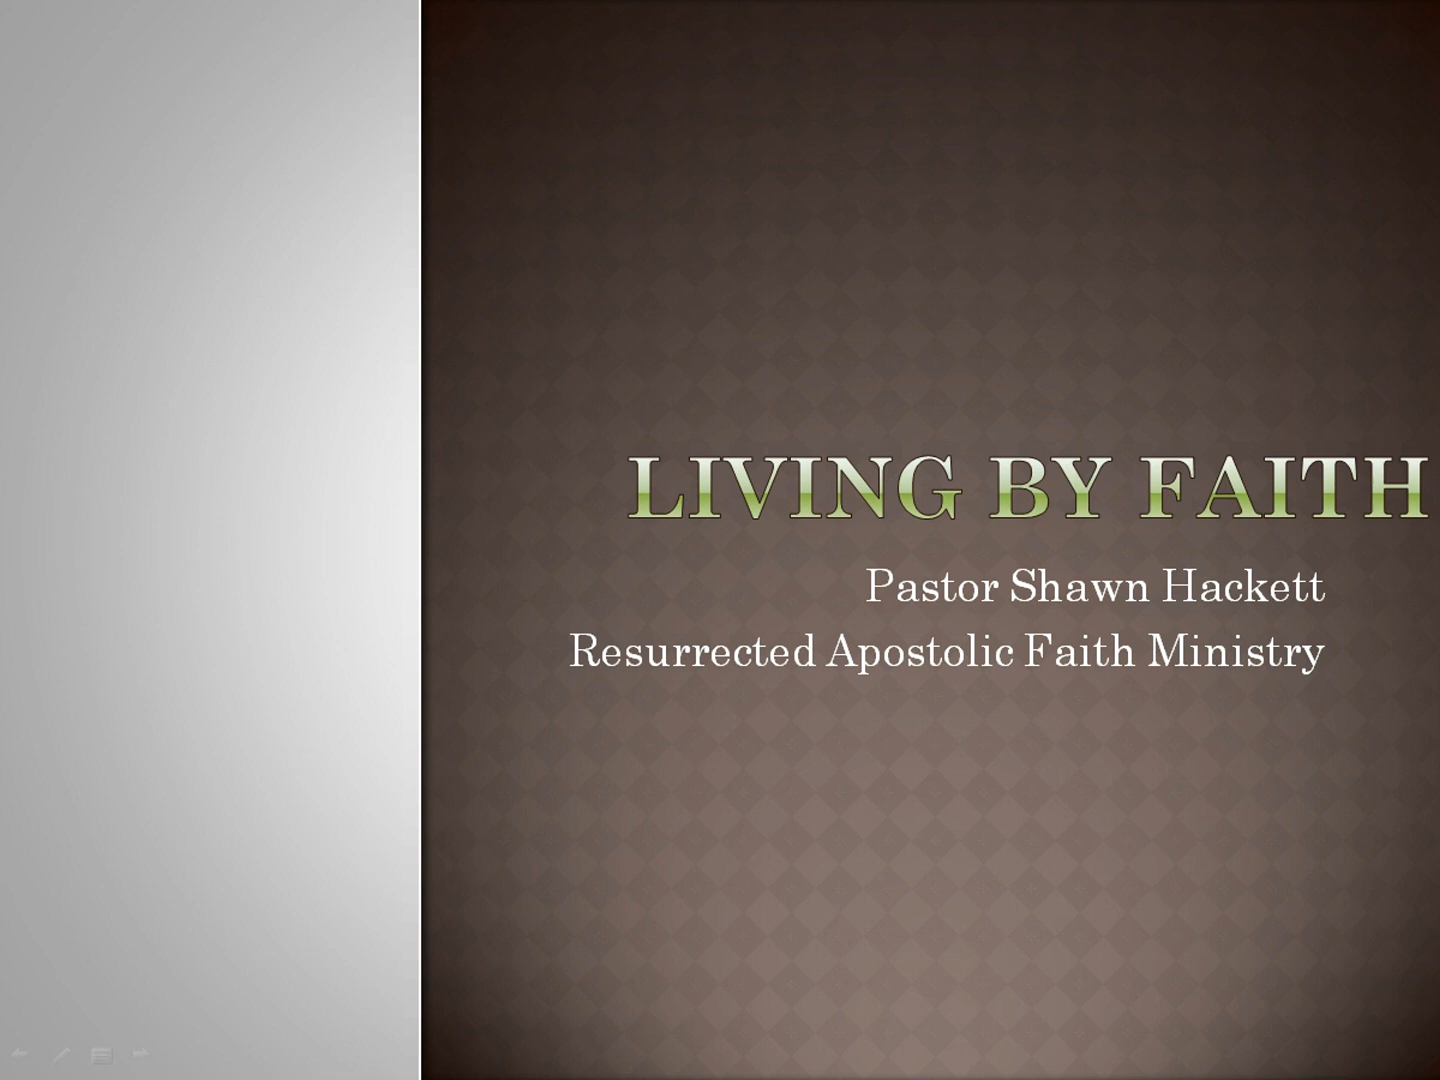 LIVING BY FAITH
Pastor Shawn Hackett
Resurrected Apostolic Faith Ministry